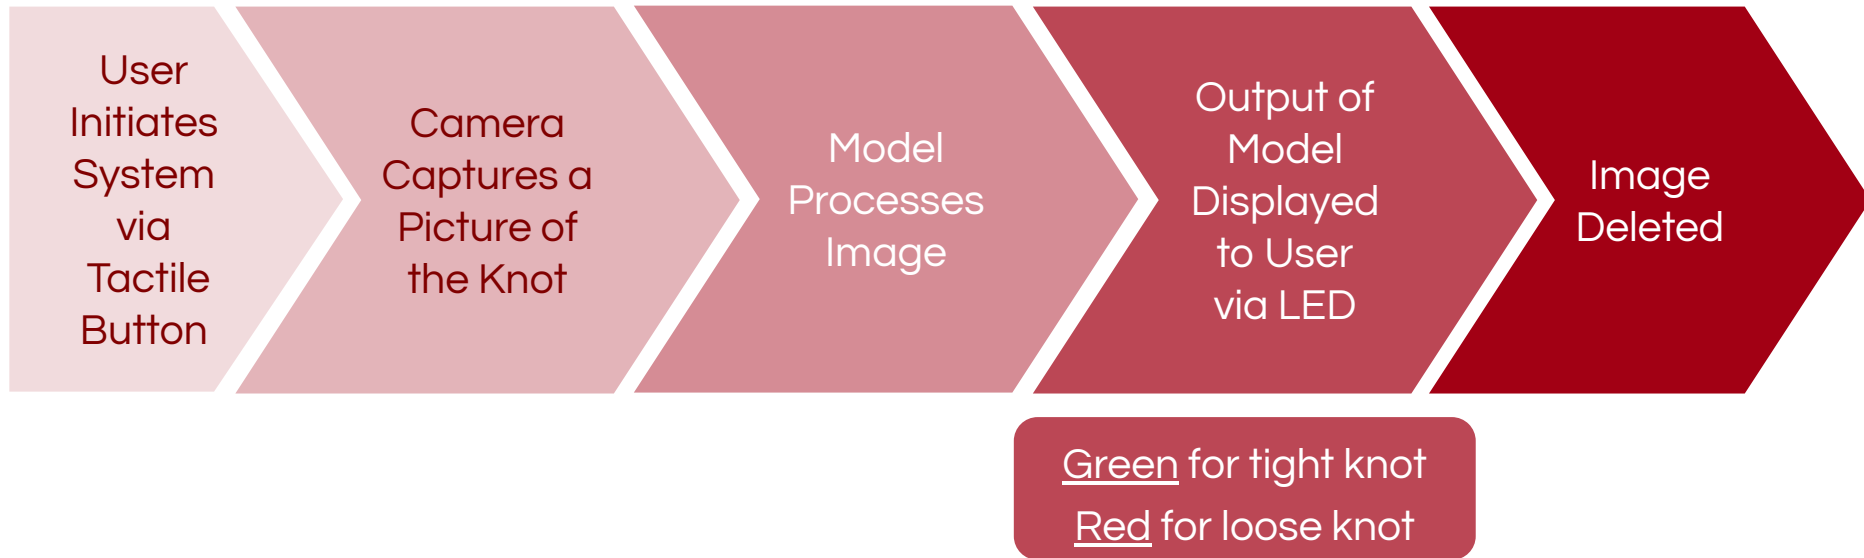 User
Initiates
System
via
Tactile
Button
Camera
Captures a
Picture of
the Knot
Model
Processes
Image
Output of
Model
Displayed
to User
via LED
Image
Deleted
Green for tight knot
Red for loose knot